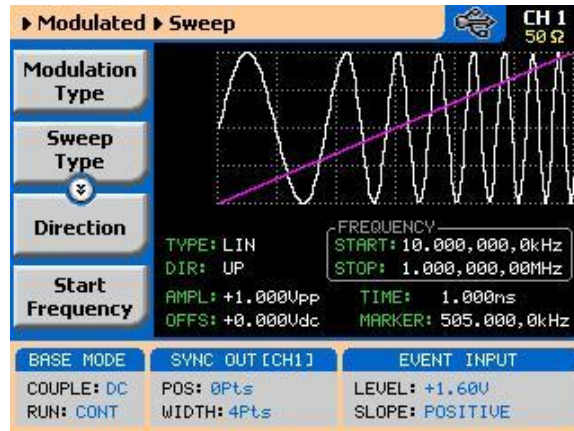 Modulated Sweep
CH 1
50 Ω
Modulation
Type
Sweep
Type
Direction
Start
Frequency
FREQUENCY
TYPE: LIN
START: 10.000,000,0kHz
DIR: UP
STOP: 1.000,000,00MHz
AMPL: +1.000Vpp
TIME: 1.000ms
OFFS: +0.000Vdc
MARKER: 505.000,0kHz
BASE MODE
COUPLE: DC
RUN: CONT
SYNC OUT [CH1]
POS: 0Pts
WIDTH: 4Pts
EVENT INPUT
LEVEL: +1.60V
SLOPE: POSITIVE